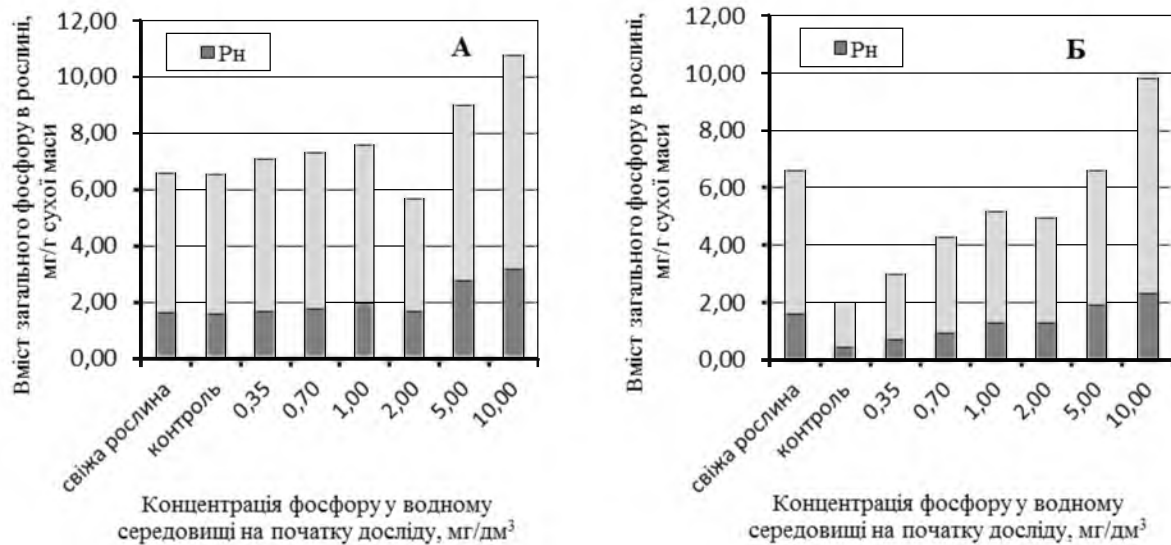 Вміст загального фосфору в рослині,
мг/г сухої маси
12,00
10,00
8,00
6,00
4,00
2,00
0,00
Рн
А
свіжа рослина
контроль
0,35
0,70
1,00
2,00
5,00
10,00
Концентрація фосфору у водному
середовищі на початку досліду, мг/дм³
Вміст загального фосфору в рослині,
мг/г сухої маси
12,00
10,00
8,00
6,00
4,00
2,00
0,00
Рн
Б
свіжа рослина
контроль
0,35
0,70
1,00
2,00
5,00
10,00
Концентрація фосфору у водному
середовищі на початку досліду, мг/дм³